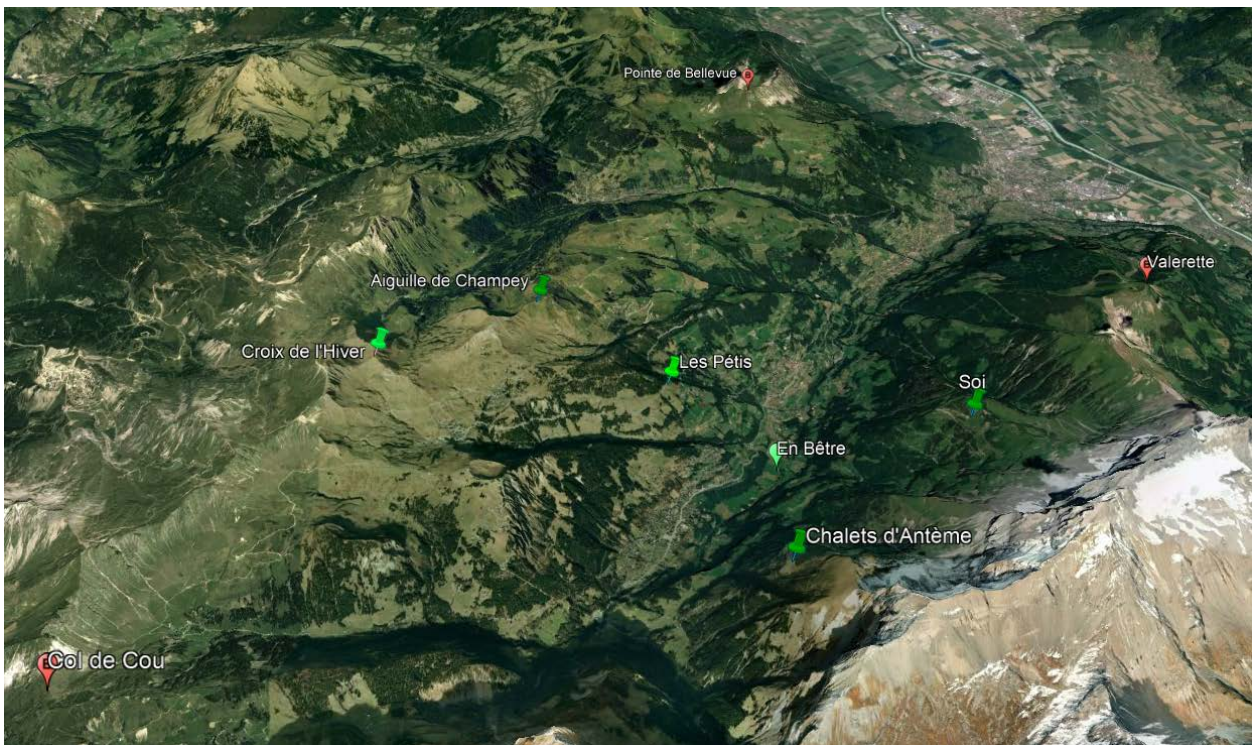 Pointe de Bellevue
Valerette
Aiguille de Champey
Croix de l'Hiver
Les Pétis
Soi
En Bêtre
Chalets d'Antème
Col de Cou